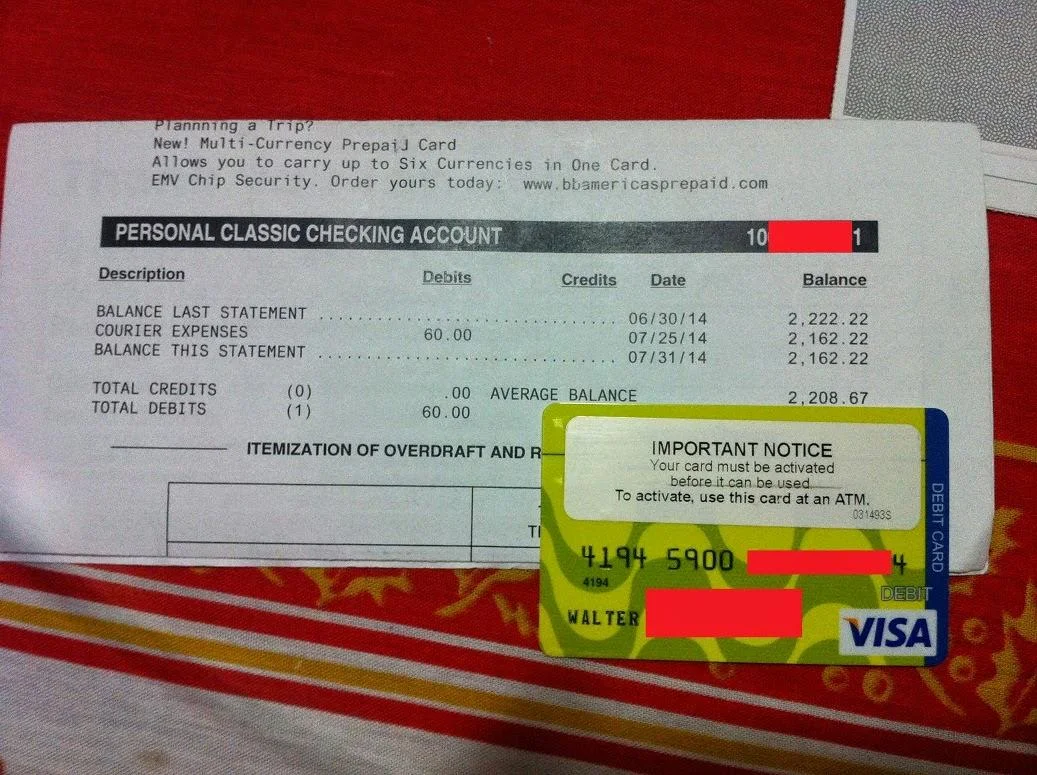 Plannning a Trip?
New! Multi-Currency Prepaid Card
Allows you to carry up to Six Currencies in One Card.
EMV Chip Security. Order yours today: www.bbamericasprepaid.com
PERSONAL CLASSIC CHECKING ACCOUNT 10 1
Description Debits Credits Date Balance
BALANCE LAST STATEMENT .............................. 06/30/14 2,222.22
COURIER EXPENSES 60.00 07/25/14 2,162.22
BALANCE THIS STATEMENT .............................. 07/31/14 2,162.22
TOTAL CREDITS (0) .00 AVERAGE BALANCE 2,208.67
TOTAL DEBITS (1) 60.00
ITEMIZATION OF OVERDRAFT AND R
IMPORTANT NOTICE
Your card must be activated
before it can be used.
To activate, use this card at an ATM.
031493S
DEBIT CARD
4194 5900 4
4194
DEBIT
WALTER
VISA